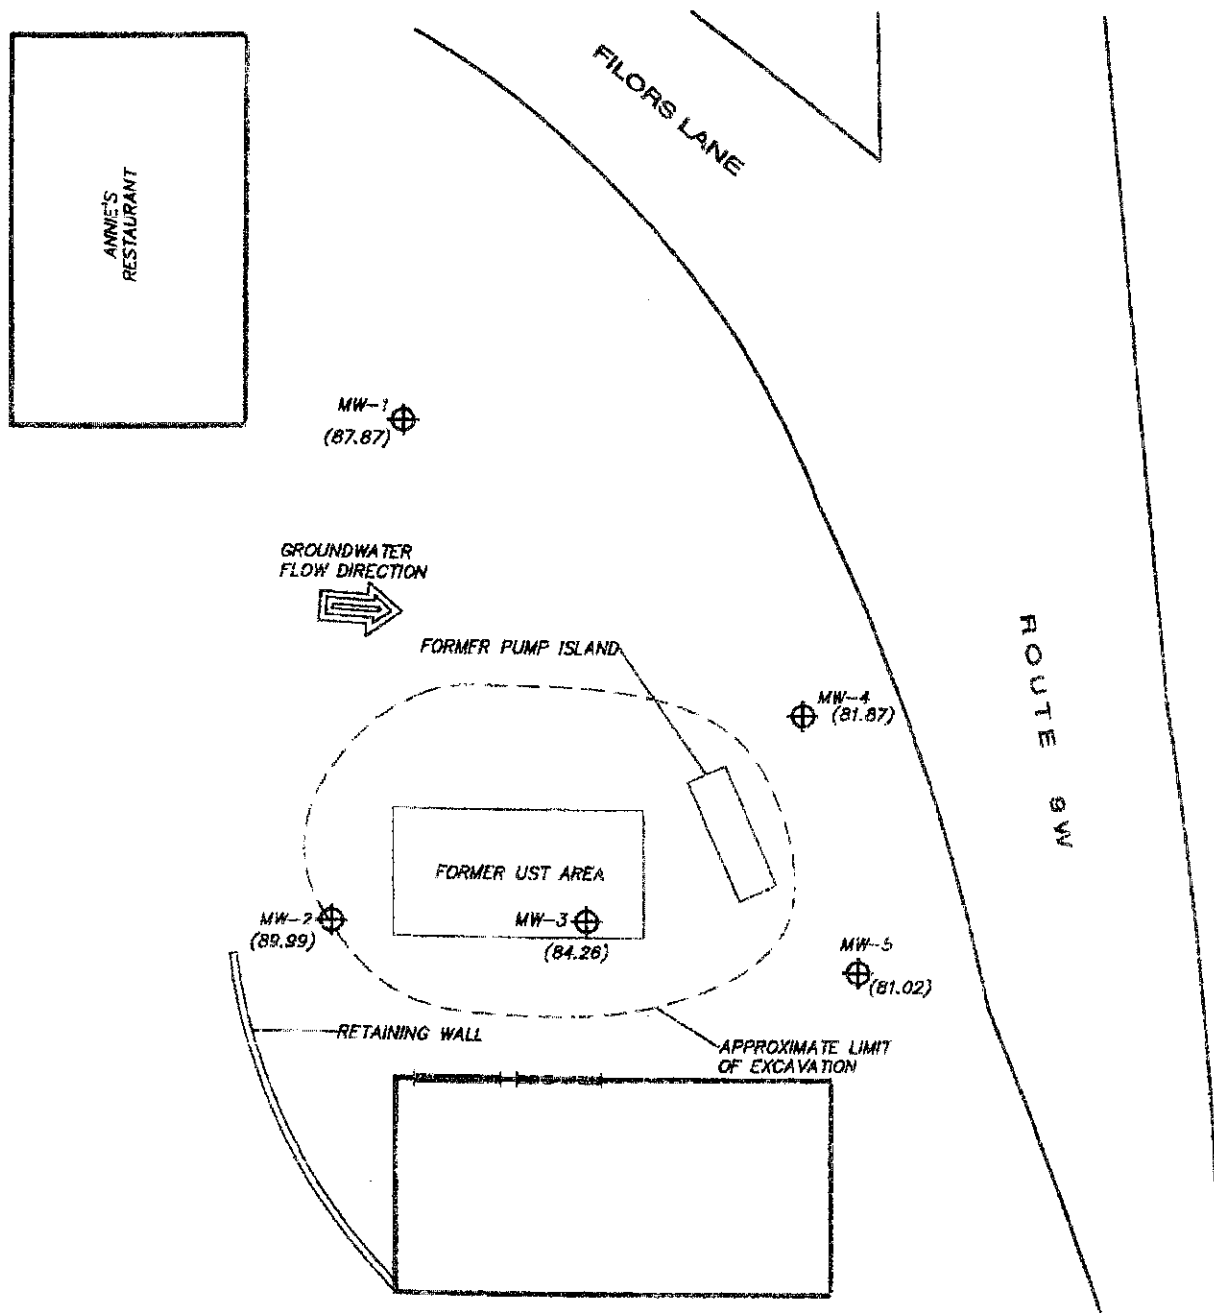 FILORS LANE
ANNIE'S
RESTAURANT
MW-1
(87.87)
GROUNDWATER
FLOW DIRECTION
FORMER PUMP ISLAND
ROUTE 9W
MW-4
(81.87)
FORMER UST AREA
MW-2
(89.99)
MW-3
(84.26)
MW-5
(81.02)
RETAINING WALL
APPROXIMATE LIMIT
OF EXCAVATION